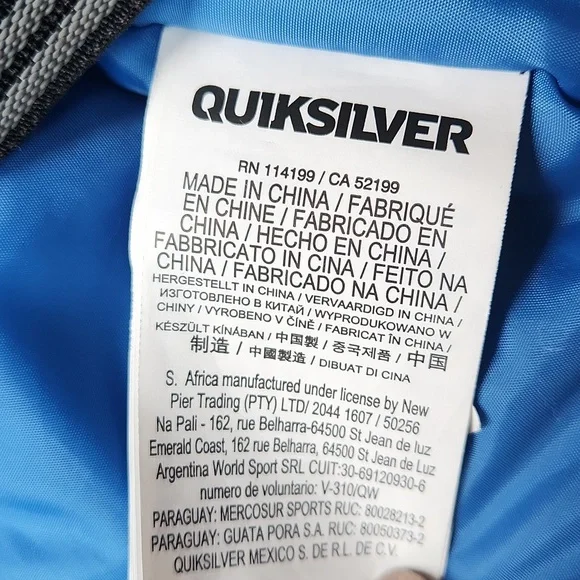 QUIKSILVER
RN 114199 / CA 52199
MADE IN CHINA / FABRIQUÉ
EN CHINE / FABRICADO EN
CHINA / HECHO EN CHINA /
FABBRICATO IN CINA / FEITO NA
CHINA / FABRICADO NA CHINA /
HERGESTELLT IN CHINA / VERVAARDIGD IN CHINA /
ИЗГОТОВЛЕНО В КИТАЙ / WYPRODUKOWANO W
CHINY / VYROBENO V ČÍNĚ / FABRICAT ÎN CHINA /
KÉSZÜLT KÍNÁBAN / 中国製 / 중국제품 / 中国
制造 / 中國製造 / DIBUAT DI CINA
S. Africa manufactured under license by New
Pier Trading (PTY) LTD/ 2044 1607 / 50256
Na Pali - 162, rue Belharra-64500 St Jean de luz
Emerald Coast, 162 rue Belharra, 64500 St Jean de Luz
Argentina World Sport SRL CUIT:30-69120930-6
numero de voluntario: V-310/QW
PARAGUAY: MERCOSUR SPORTS RUC: 80028213-2
PARAGUAY: GUATA PORA S.A. RUC: 80050373-2
QUIKSILVER MEXICO S. DE R.L. DE C.V.